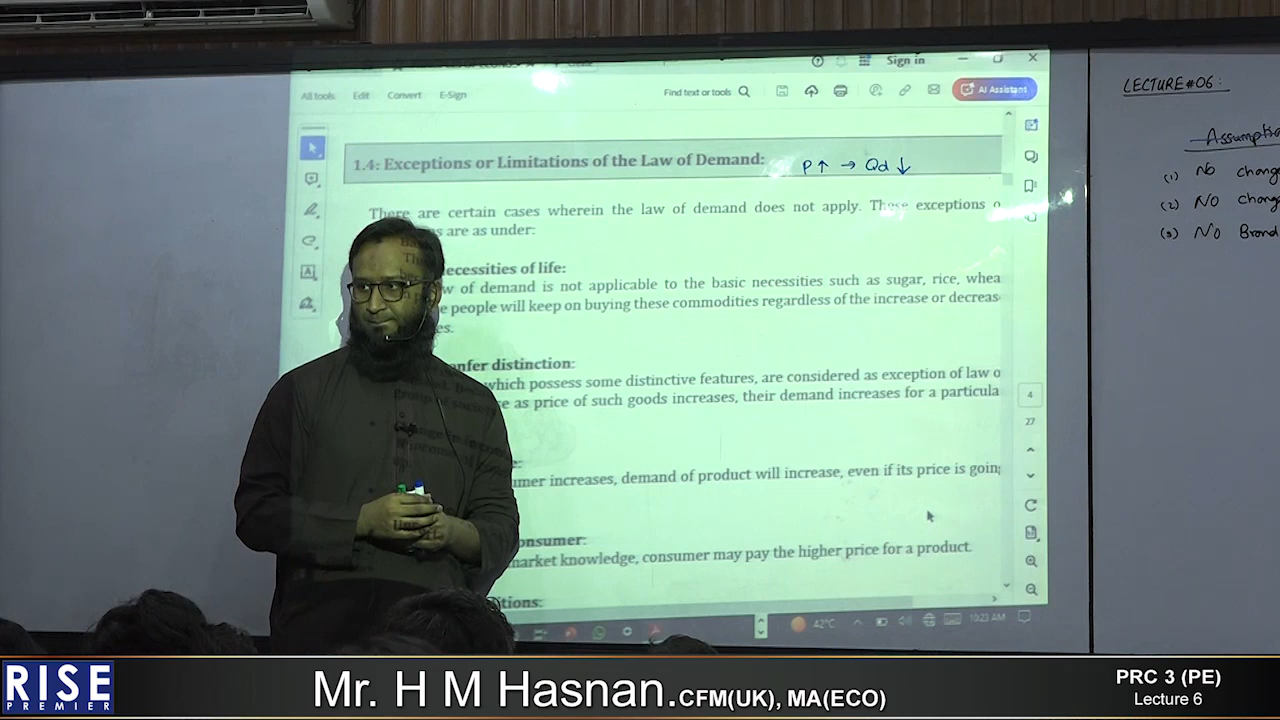 Sign in
All tools Edit Convert E-Sign Find text or tools AI Assistant
LECTURE#06:
1.4: Exceptions or Limitations of the Law of Demand: P↑ → Qd ↓
(1) No change
(2) No change
(3) No Brand
There are certain cases wherein the law of demand does not apply. These exceptions o
are as under:
ecessities of life:
w of demand is not applicable to the basic necessities such as sugar, rice, whea
e people will keep on buying these commodities regardless of the increase or decreas
es.
nfer distinction:
which possess some distinctive features, are considered as exception of law o
e as price of such goods increases, their demand increases for a particula
4
27
umer increases, demand of product will increase, even if its price is going
onsumer:
market knowledge, consumer may pay the higher price for a product.
tions:
42°C 10:23 AM
RISE
PREMIER
Mr. H M Hasnan. CFM(UK), MA(ECO)
PRC 3 (PE)
Lecture 6